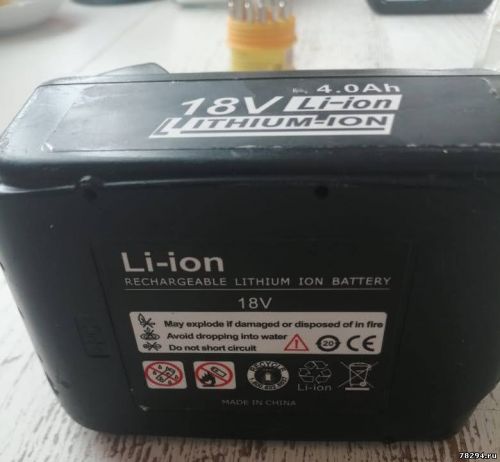 4.0Ah
18V Li-ion
LITHIUM-ION
Li-ion
RECHARGEABLE LITHIUM ION BATTERY
18V
May explode if damaged or disposed of in fire
Avoid dropping into water
Do not short circuit
20 CE
Li-ion
MADE IN CHINA
78294.ru